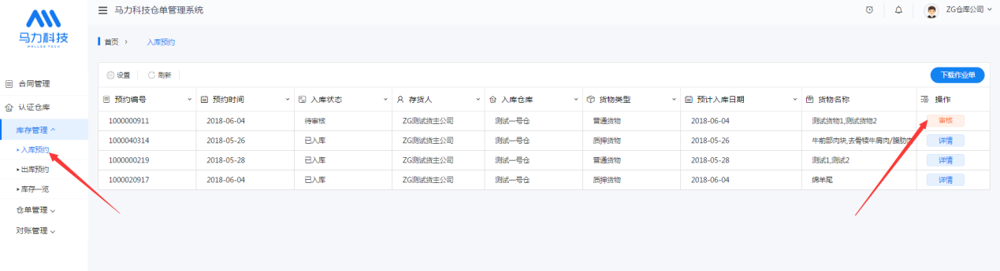 马力科技
MALLEE TECH
合同管理
认证仓库
库存管理
入库预约
出库预约
库存一览
仓单管理
对账管理
马力科技仓单管理系统
ZG仓库公司
首页 > 入库预约
设置 刷新 下载作业单
预约编号 预约时间 入库状态 存货人 入库仓库 货物类型 预计入库日期 货物名称 操作
1000000911 2018-06-04 待审核 ZG测试货主公司 测试一号仓 普通货物 2018-06-04 测试货物1,测试货物2 审核
1000040314 2018-05-26 已入库 ZG测试货主公司 测试一号仓 质押货物 2018-05-26 牛前部肉块,去骨犊牛肩肉/腹肋肉 详情
1000000219 2018-05-28 已入库 ZG测试货主公司 测试一号仓 普通货物 2018-05-28 测试1,测试2 详情
1000020917 2018-06-04 已入库 ZG测试货主公司 测试一号仓 质押货物 2018-06-04 绵羊尾 详情